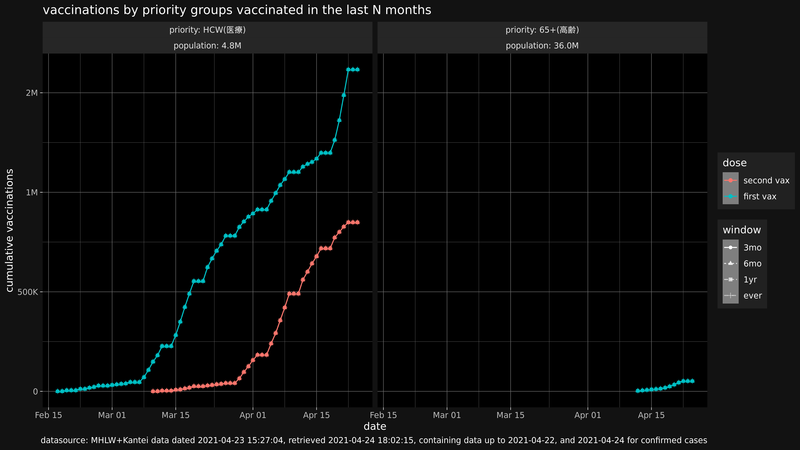 vaccinations by priority groups vaccinated in the last N months
priority: HCW(医療)
population: 4.8M
priority: 65+(高齢)
population: 36.0M
cumulative vaccinations
2M
1M
500K
0
Feb 15
Mar 01
Mar 15
Apr 01
Apr 15
Feb 15
Mar 01
Mar 15
Apr 01
Apr 15
date
dose
second vax
first vax
window
3mo
6mo
1yr
ever
datasource: MHLW+Kantei data dated 2021-04-23 15:27:04, retrieved 2021-04-24 18:02:15, containing data up to 2021-04-22, and 2021-04-24 for confirmed cases